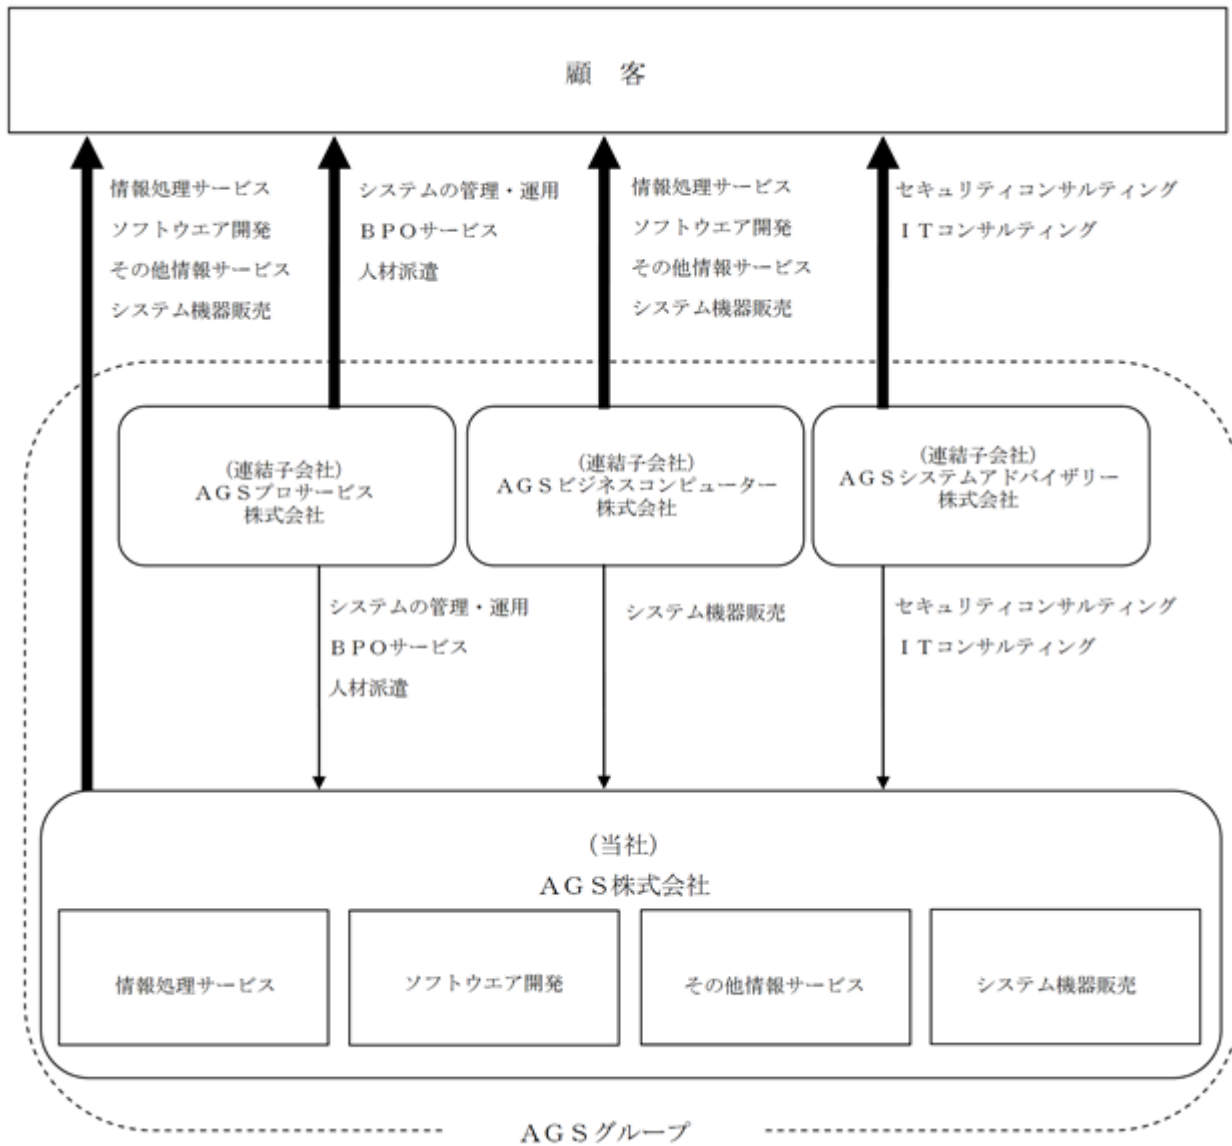 顧 客
情報処理サービス
ソフトウエア開発
その他情報サービス
システム機器販売
システムの管理・運用
ＢＰＯサービス
人材派遣
情報処理サービス
ソフトウエア開発
その他情報サービス
システム機器販売
セキュリティコンサルティング
ＩＴコンサルティング
（連結子会社）
ＡＧＳプロサービス
株式会社
（連結子会社）
ＡＧＳビジネスコンピューター
株式会社
（連結子会社）
ＡＧＳシステムアドバイザリー
株式会社
システムの管理・運用
ＢＰＯサービス
人材派遣
システム機器販売
セキュリティコンサルティング
ＩＴコンサルティング
（当社）
ＡＧＳ株式会社
情報処理サービス
ソフトウエア開発
その他情報サービス
システム機器販売
ＡＧＳグループ